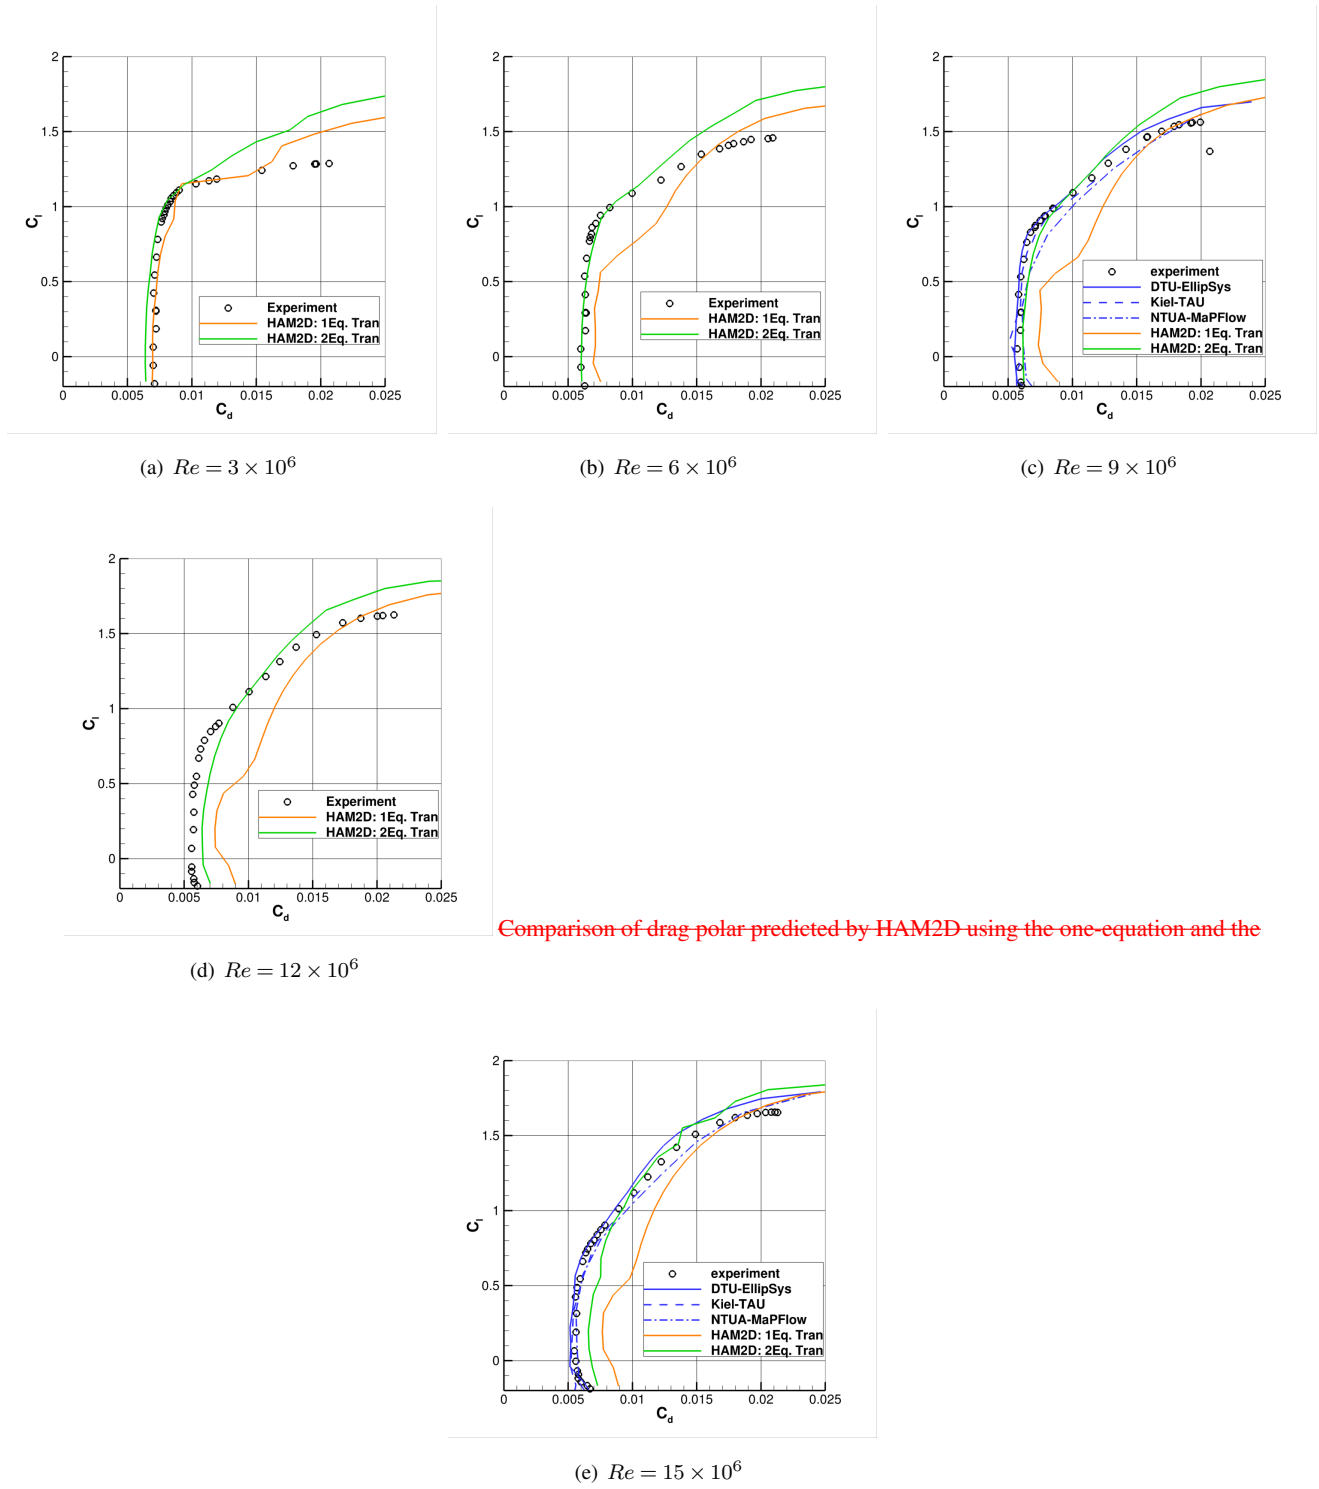 2
1.5
1
0.5
0
C_l
0 0.005 0.01 0.015 0.02 0.025
C_d
Experiment
HAM2D: 1Eq. Tran
HAM2D: 2Eq. Tran
(a) Re = 3 × 10^6
2
1.5
1
0.5
0
C_l
0 0.005 0.01 0.015 0.02 0.025
C_d
Experiment
HAM2D: 1Eq. Tran
HAM2D: 2Eq. Tran
(b) Re = 6 × 10^6
2
1.5
1
0.5
0
C_l
0 0.005 0.01 0.015 0.02 0.025
C_d
experiment
DTU-EllipSys
Kiel-TAU
NTUA-MaPFlow
HAM2D: 1Eq. Tran
HAM2D: 2Eq. Tran
(c) Re = 9 × 10^6
2
1.5
1
0.5
0
C_l
0 0.005 0.01 0.015 0.02 0.025
C_d
Experiment
HAM2D: 1Eq. Tran
HAM2D: 2Eq. Tran
Comparison of drag polar predicted by HAM2D using the one-equation and the
(d) Re = 12 × 10^6
2
1.5
1
0.5
0
C_l
0 0.005 0.01 0.015 0.02 0.025
C_d
experiment
DTU-EllipSys
Kiel-TAU
NTUA-MaPFlow
HAM2D: 1Eq. Tran
HAM2D: 2Eq. Tran
(e) Re = 15 × 10^6